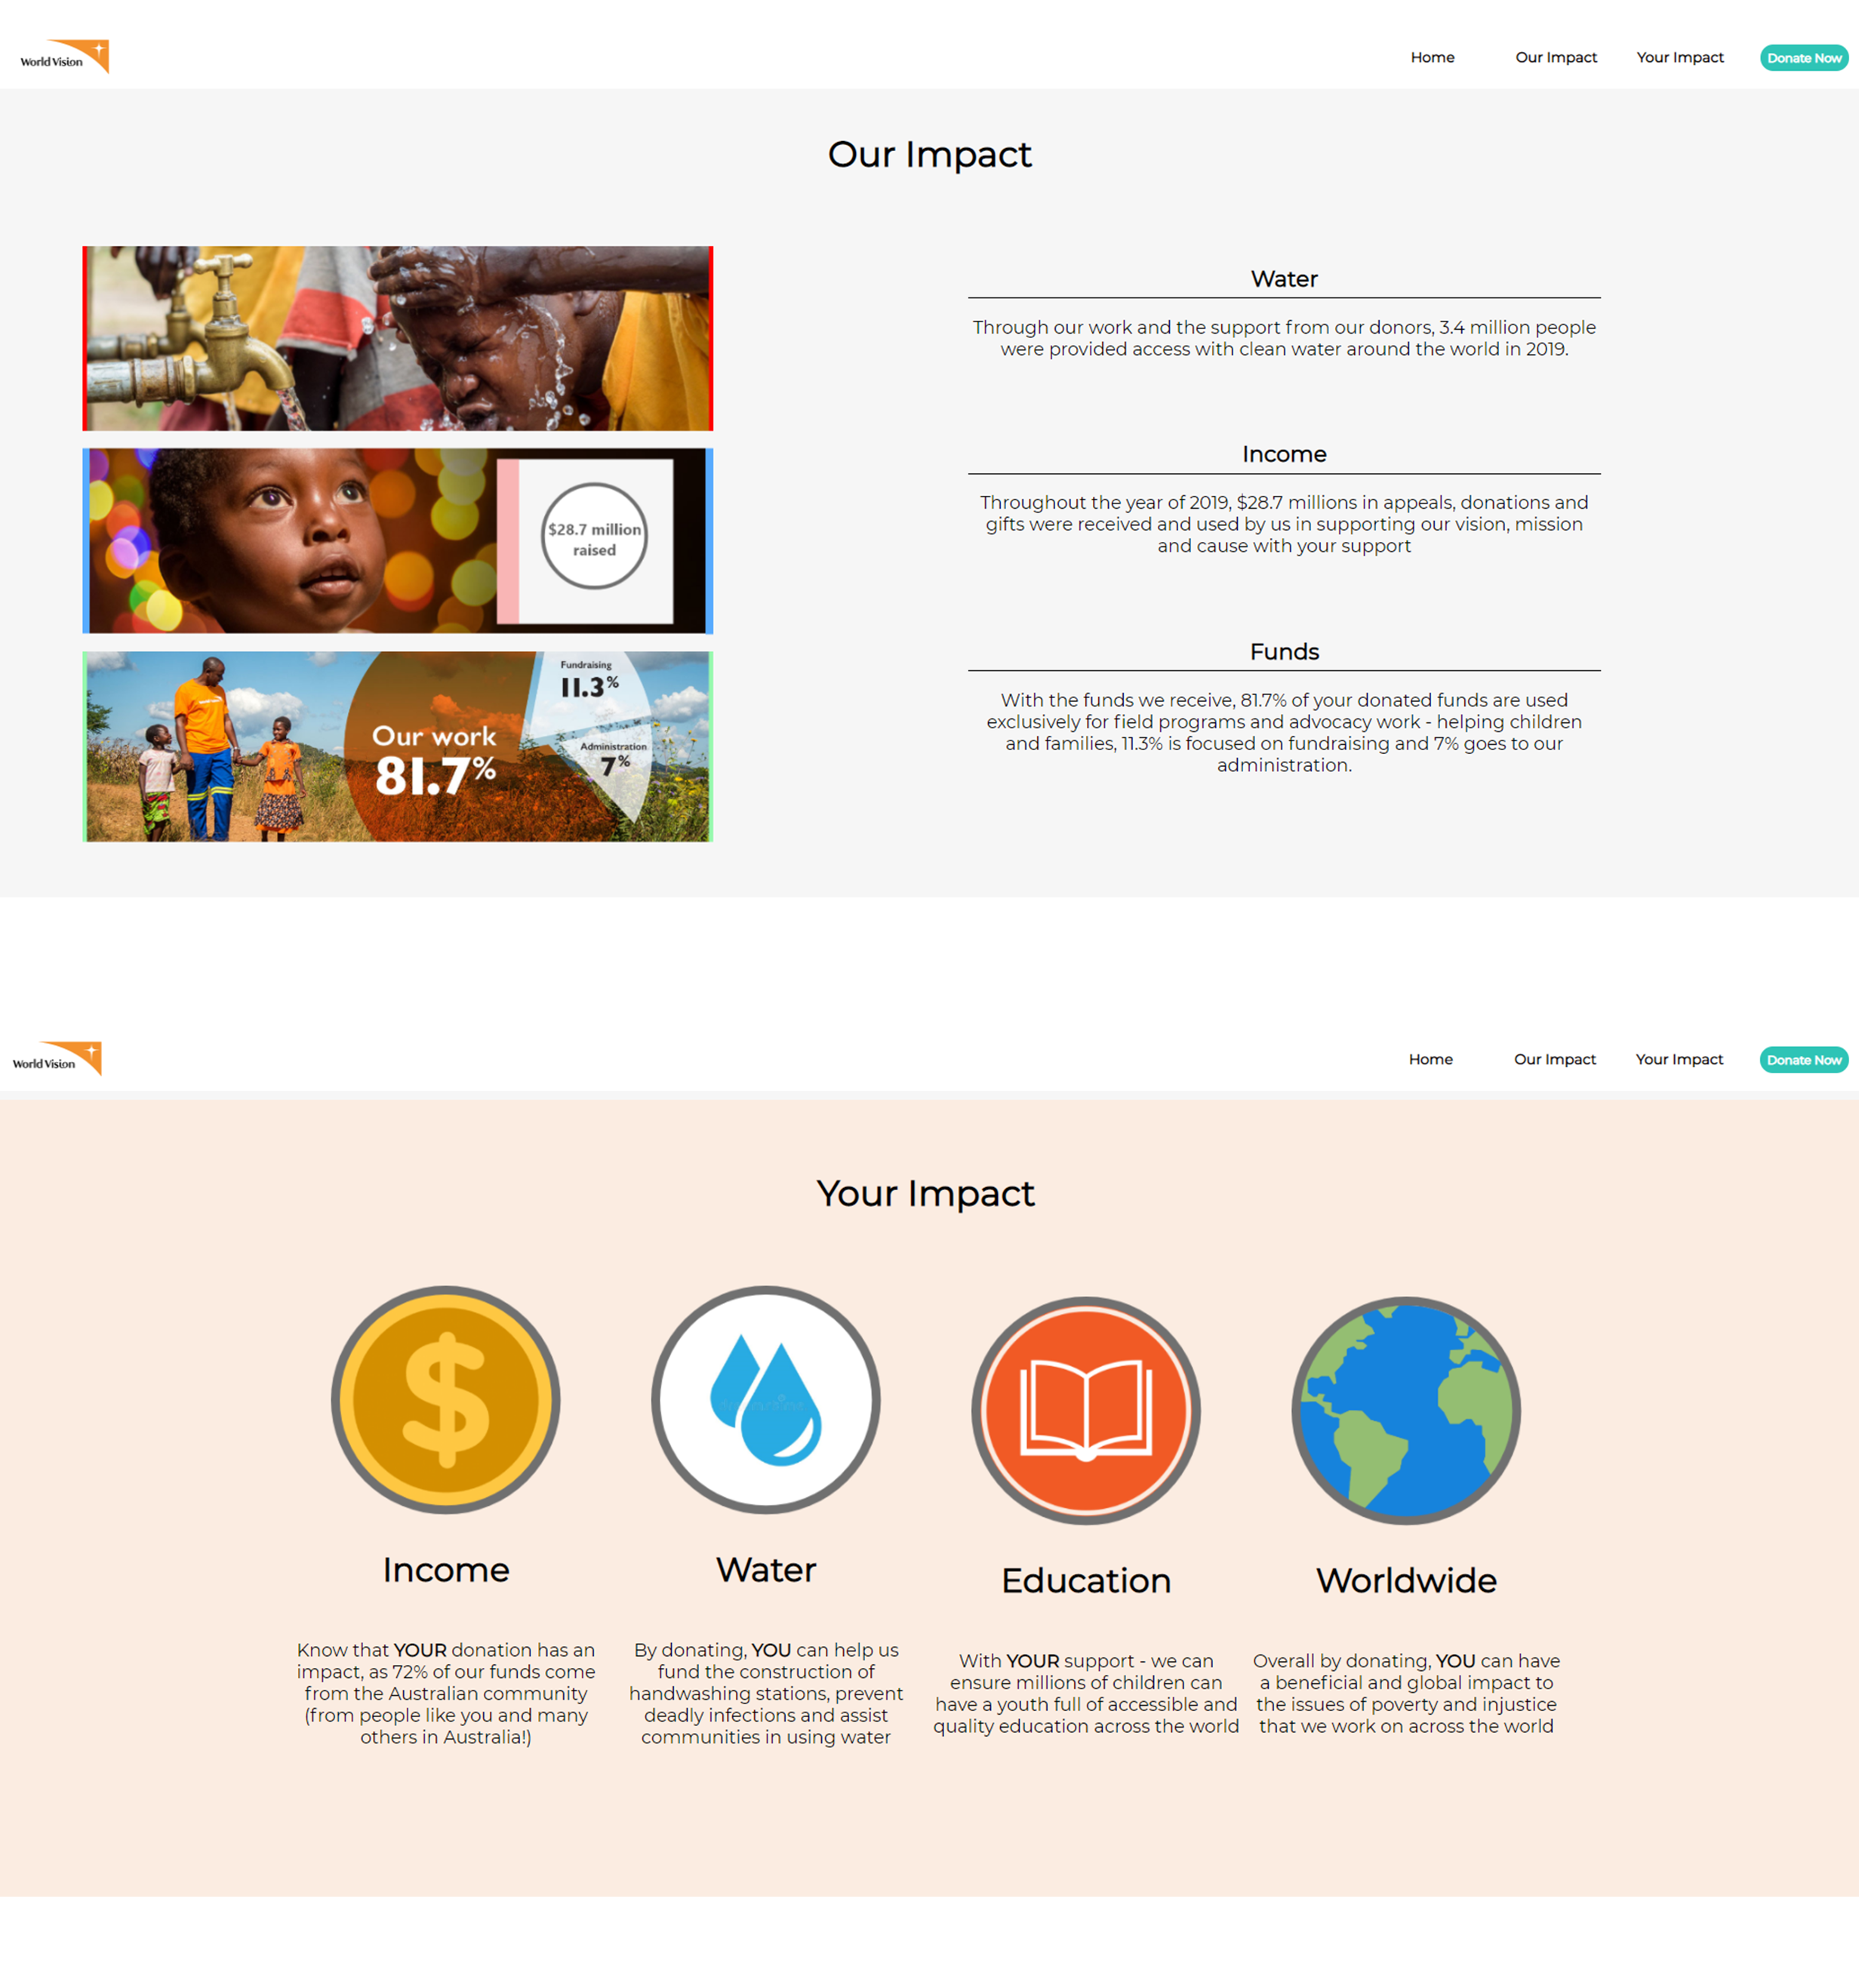 World Vision
Home
Our Impact
Your Impact
Donate Now
Our Impact
Water
Through our work and the support from our donors, 3.4 million people
were provided access with clean water around the world in 2019.
$28.7 million
raised
Income
Throughout the year of 2019, $28.7 millions in appeals, donations and
gifts were received and used by us in supporting our vision, mission
and cause with your support
Our work
81.7%
Fundraising
11.3%
Administration
7%
Funds
With the funds we receive, 81.7% of your donated funds are used
exclusively for field programs and advocacy work - helping children
and families, 11.3% is focused on fundraising and 7% goes to our
administration.
World Vision
Home
Our Impact
Your Impact
Donate Now
Your Impact
Income
Know that YOUR donation has an
impact, as 72% of our funds come
from the Australian community
(from people like you and many
others in Australia!)
Water
By donating, YOU can help us
fund the construction of
handwashing stations, prevent
deadly infections and assist
communities in using water
Education
With YOUR support - we can
ensure millions of children can
have a youth full of accessible and
quality education across the world
Worldwide
Overall by donating, YOU can have
a beneficial and global impact to
the issues of poverty and injustice
that we work on across the world